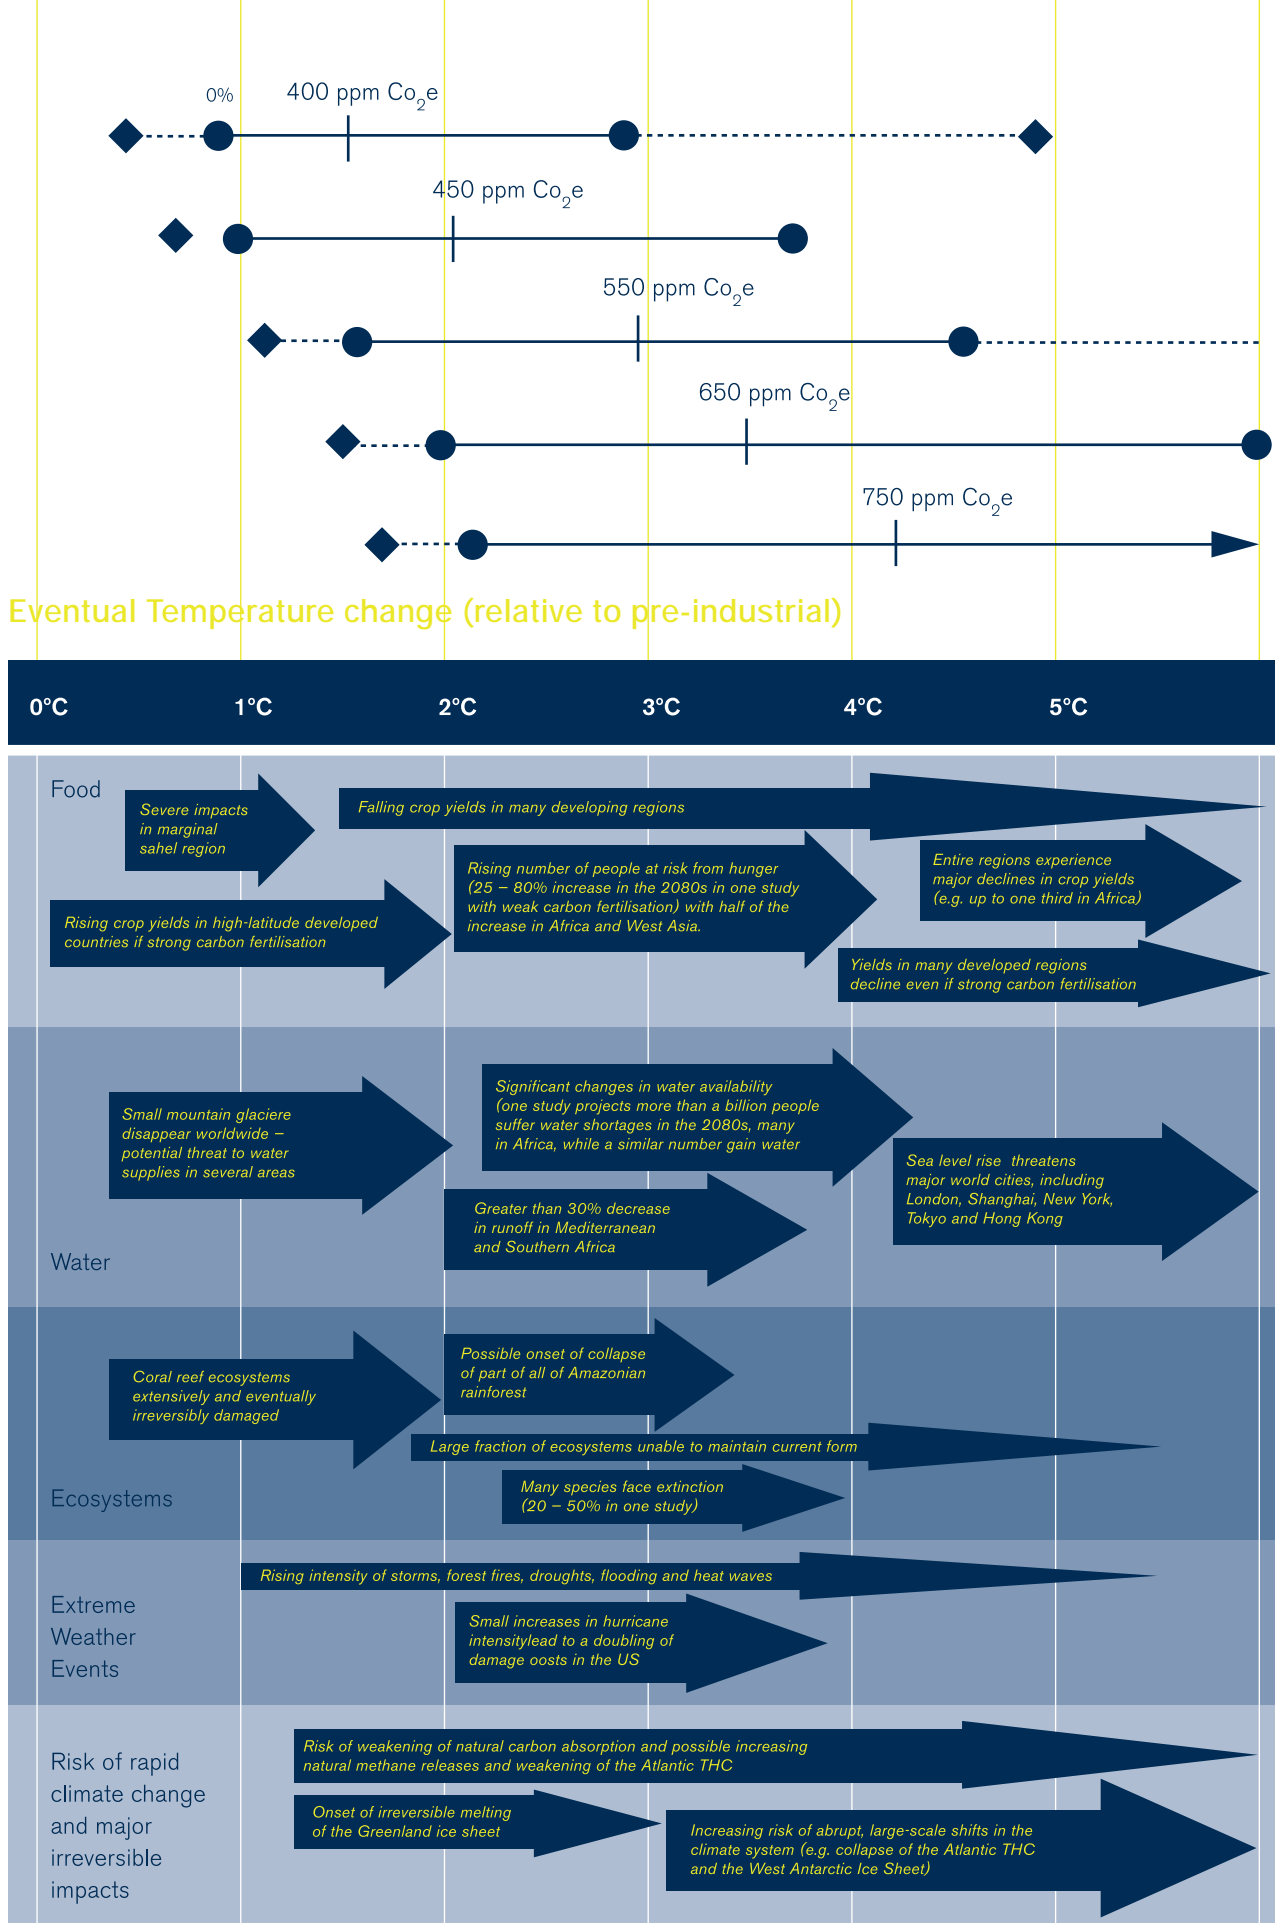 0%
400 ppm Co2e
450 ppm Co2e
550 ppm Co2e
650 ppm Co2e
750 ppm Co2e
Eventual Temperature change (relative to pre-industrial)
0°C 1°C 2°C 3°C 4°C 5°C
Food
Severe impacts
in marginal
sahel region
Falling crop yields in many developing regions
Rising crop yields in high-latitude developed
countries if strong carbon fertilisation
Rising number of people at risk from hunger
(25 – 80% increase in the 2080s in one study
with weak carbon fertilisation) with half of the
increase in Africa and West Asia.
Entire regions experience
major declines in crop yields
(e.g. up to one third in Africa)
Yields in many developed regions
decline even if strong carbon fertilisation
Water
Small mountain glaciere
disappear worldwide –
potential threat to water
supplies in several areas
Significant changes in water availability
(one study projects more than a billion people
suffer water shortages in the 2080s, many
in Africa, while a similar number gain water
Greater than 30% decrease
in runoff in Mediterranean
and Southern Africa
Sea level rise threatens
major world cities, including
London, Shanghai, New York,
Tokyo and Hong Kong
Ecosystems
Coral reef ecosystems
extensively and eventually
irreversibly damaged
Possible onset of collapse
of part of all of Amazonian
rainforest
Large fraction of ecosystems unable to maintain current form
Many species face extinction
(20 – 50% in one study)
Extreme
Weather
Events
Rising intensity of storms, forest fires, droughts, flooding and heat waves
Small increases in hurricane
intensitylead to a doubling of
damage oosts in the US
Risk of rapid
climate change
and major
irreversible
impacts
Risk of weakening of natural carbon absorption and possible increasing
natural methane releases and weakening of the Atlantic THC
Onset of irreversible melting
of the Greenland ice sheet
Increasing risk of abrupt, large-scale shifts in the
climate system (e.g. collapse of the Atlantic THC
and the West Antarctic Ice Sheet)